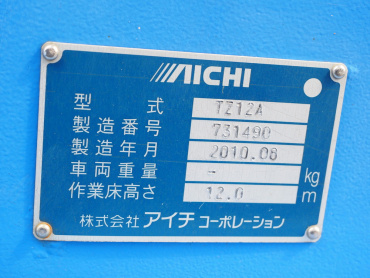 AICHI
型式 TZ12A
製造番号 731490
製造年月 2010.08
車両重量 - kg
作業床高さ 12.0 m
株式会社アイチコーポレーション